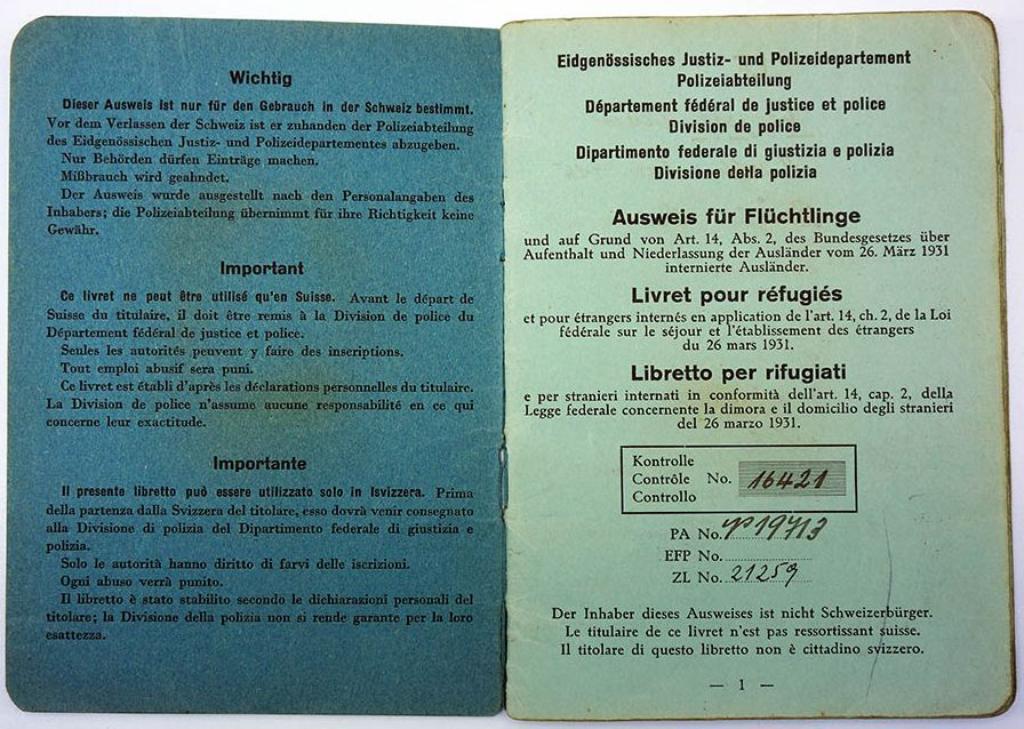 Wichtig
Dieser Ausweis ist nur für den Gebrauch in der Schweiz bestimmt.
Vor dem Verlassen der Schweiz ist er zuhanden der Polizeiabteilung
des Eidgenössischen Justiz- und Polizeidepartementes abzugeben.
Nur Behörden dürfen Einträge machen.
Mißbrauch wird geahndet.
Der Ausweis wurde ausgestellt nach den Personalangaben des
Inhabers; die Polizeiabteilung übernimmt für ihre Richtigkeit keine
Gewähr.
Important
Ce livret ne peut être utilisé qu'en Suisse. Avant le départ de
Suisse du titulaire, il doit être remis à la Division de police du
Département fédéral de justice et police.
Seules les autorités peuvent y faire des inscriptions.
Tout emploi abusif sera puni.
Ce livret est établi d'après les déclarations personnelles du titulaire.
La Division de police n'assume aucune responsabilité en ce qui
concerne leur exactitude.
Importante
Il presente libretto può essere utilizzato solo in Isvizzera. Prima
della partenza dalla Svizzera del titolare, esso dovrà venir consegnato
alla Divisione di polizia del Dipartimento federale di giustizia e
polizia.
Solo le autorità hanno diritto di farvi delle iscrizioni.
Ogni abuso verrà punito.
Il libretto è stato stabilito secondo le dichiarazioni personali del
titolare; la Divisione della polizia non si rende garante per la loro
esattezza.
Eidgenössisches Justiz- und Polizeidepartement
Polizeiabteilung
Département fédéral de justice et police
Division de police
Dipartimento federale di giustizia e polizia
Divisione della polizia
Ausweis für Flüchtlinge
und auf Grund von Art. 14, Abs. 2, des Bundesgesetzes über
Aufenthalt und Niederlassung der Ausländer vom 26. März 1931
internierte Ausländer.
Livret pour réfugiés
et pour étrangers internés en application de l'art. 14, ch. 2, de la Loi
fédérale sur le séjour et l'établissement des étrangers
du 26 mars 1931.
Libretto per rifugiati
e per stranieri internati in conformità dell'art. 14, cap. 2, della
Legge federale concernente la dimora e il domicilio degli stranieri
del 26 marzo 1931.
Kontrolle
Contrôle No. 16421
Controllo
PA No. 19713
EFP No.
ZL No. 21259
Der Inhaber dieses Ausweises ist nicht Schweizerbürger.
Le titulaire de ce livret n'est pas ressortissant suisse.
Il titolare di questo libretto non è cittadino svizzero.
— 1 —